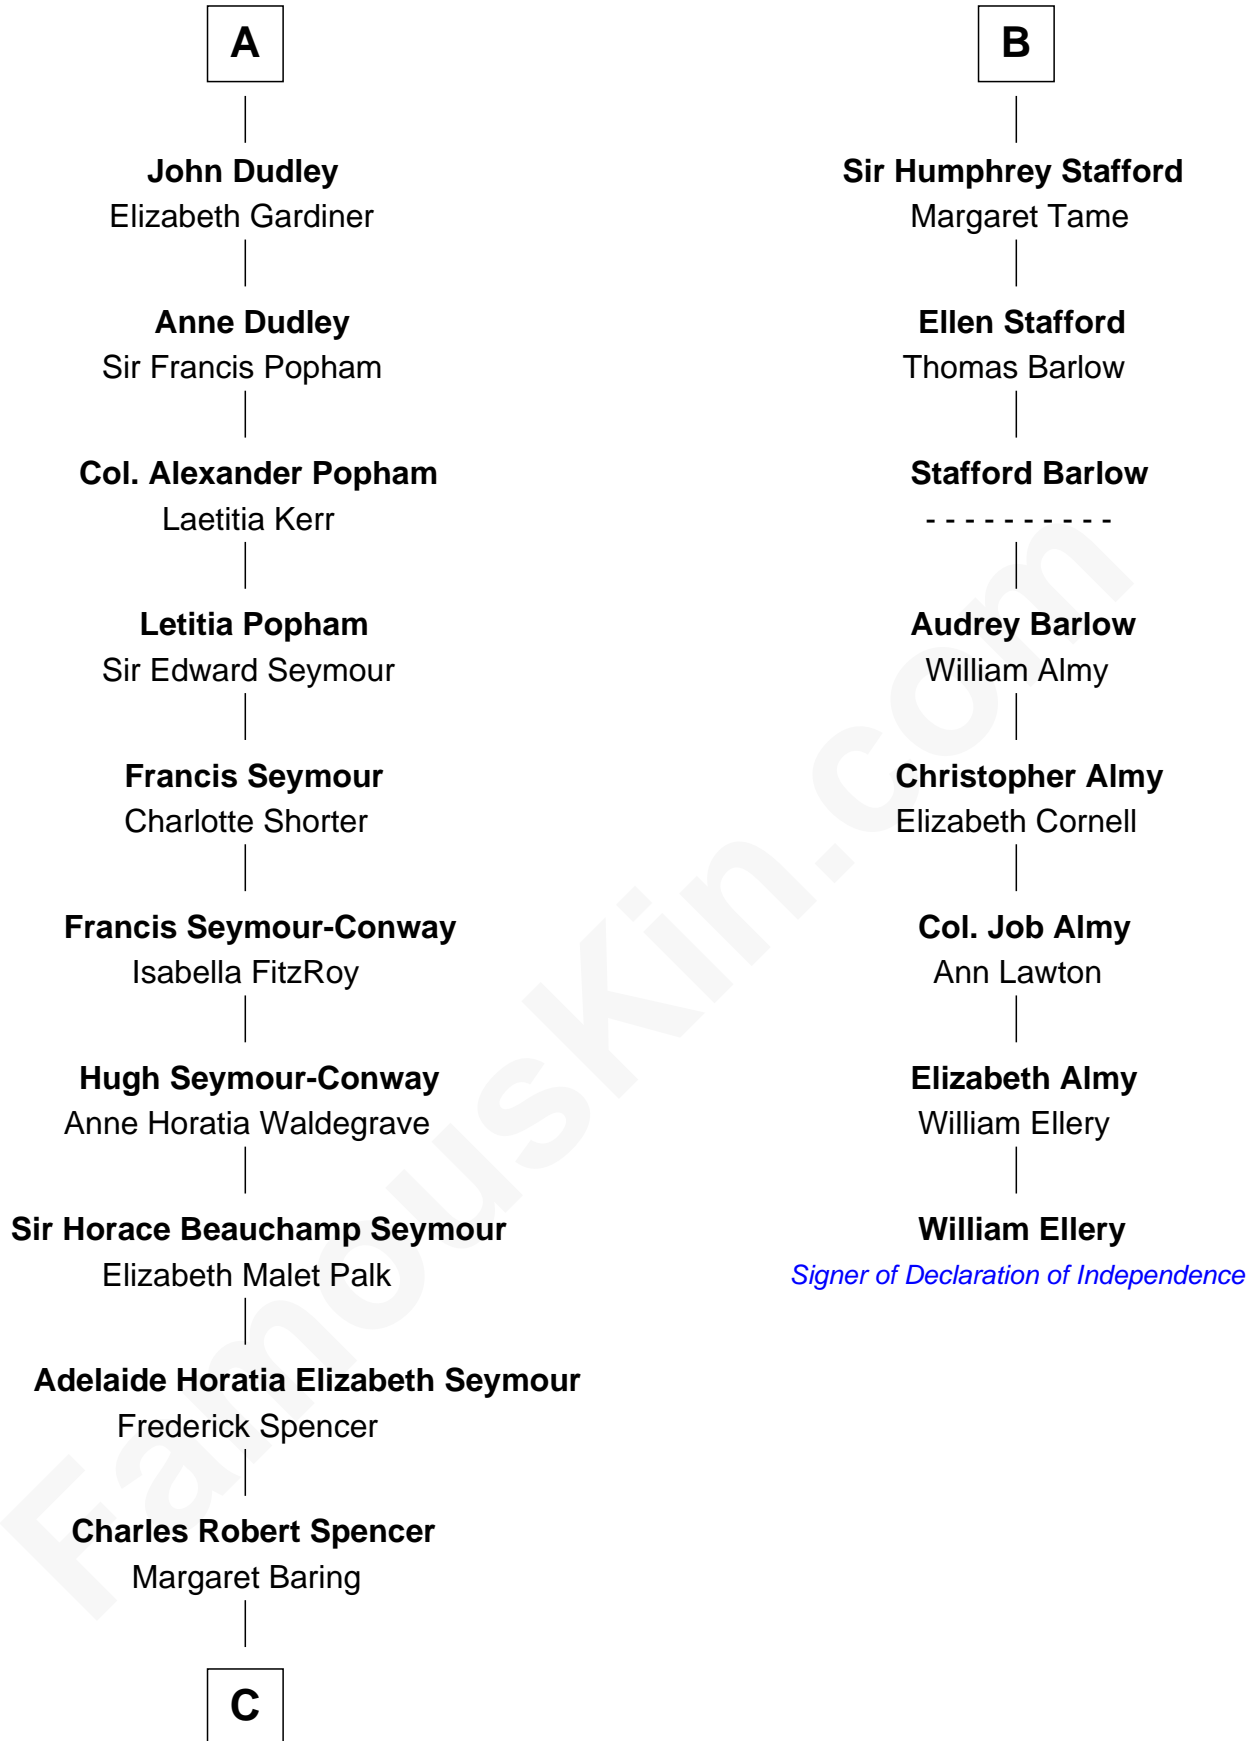 A
John Dudley
Elizabeth Gardiner
Anne Dudley
Sir Francis Popham
Col. Alexander Popham
Laetitia Kerr
Letitia Popham
Sir Edward Seymour
Francis Seymour
Charlotte Shorter
Francis Seymour-Conway
Isabella FitzRoy
Hugh Seymour-Conway
Anne Horatia Waldegrave
Sir Horace Beauchamp Seymour
Elizabeth Malet Palk
Adelaide Horatia Elizabeth Seymour
Frederick Spencer
Charles Robert Spencer
Margaret Baring
C
B
Sir Humphrey Stafford
Margaret Tame
Ellen Stafford
Thomas Barlow
Stafford Barlow
- - - - - - - - - -
Audrey Barlow
William Almy
Christopher Almy
Elizabeth Cornell
Col. Job Almy
Ann Lawton
Elizabeth Almy
William Ellery
William Ellery
Signer of Declaration of Independence
FamousKin.com